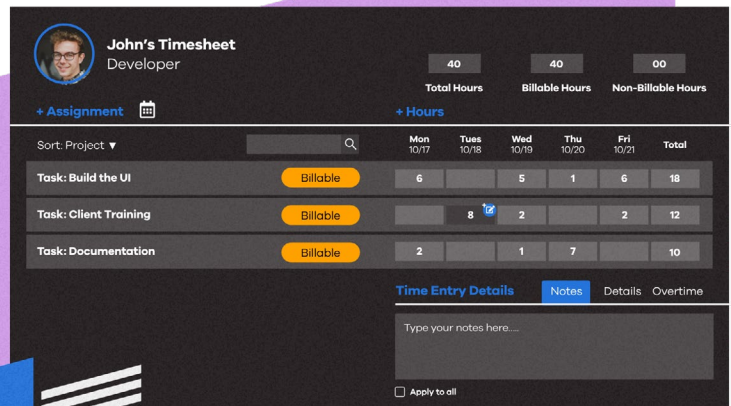 John's Timesheet
Developer
40 40 00
Total Hours Billable Hours Non-Billable Hours
+ Assignment + Hours
Sort: Project ▼ Mon Tues Wed Thu Fri Total
10/17 10/18 10/19 10/20 10/21
Task: Build the UI Billable 6 5 1 6 18
Task: Client Training Billable 8 2 2 12
Task: Documentation Billable 2 1 7 10
Time Entry Details Notes Details Overtime
Type your notes here....
Apply to all